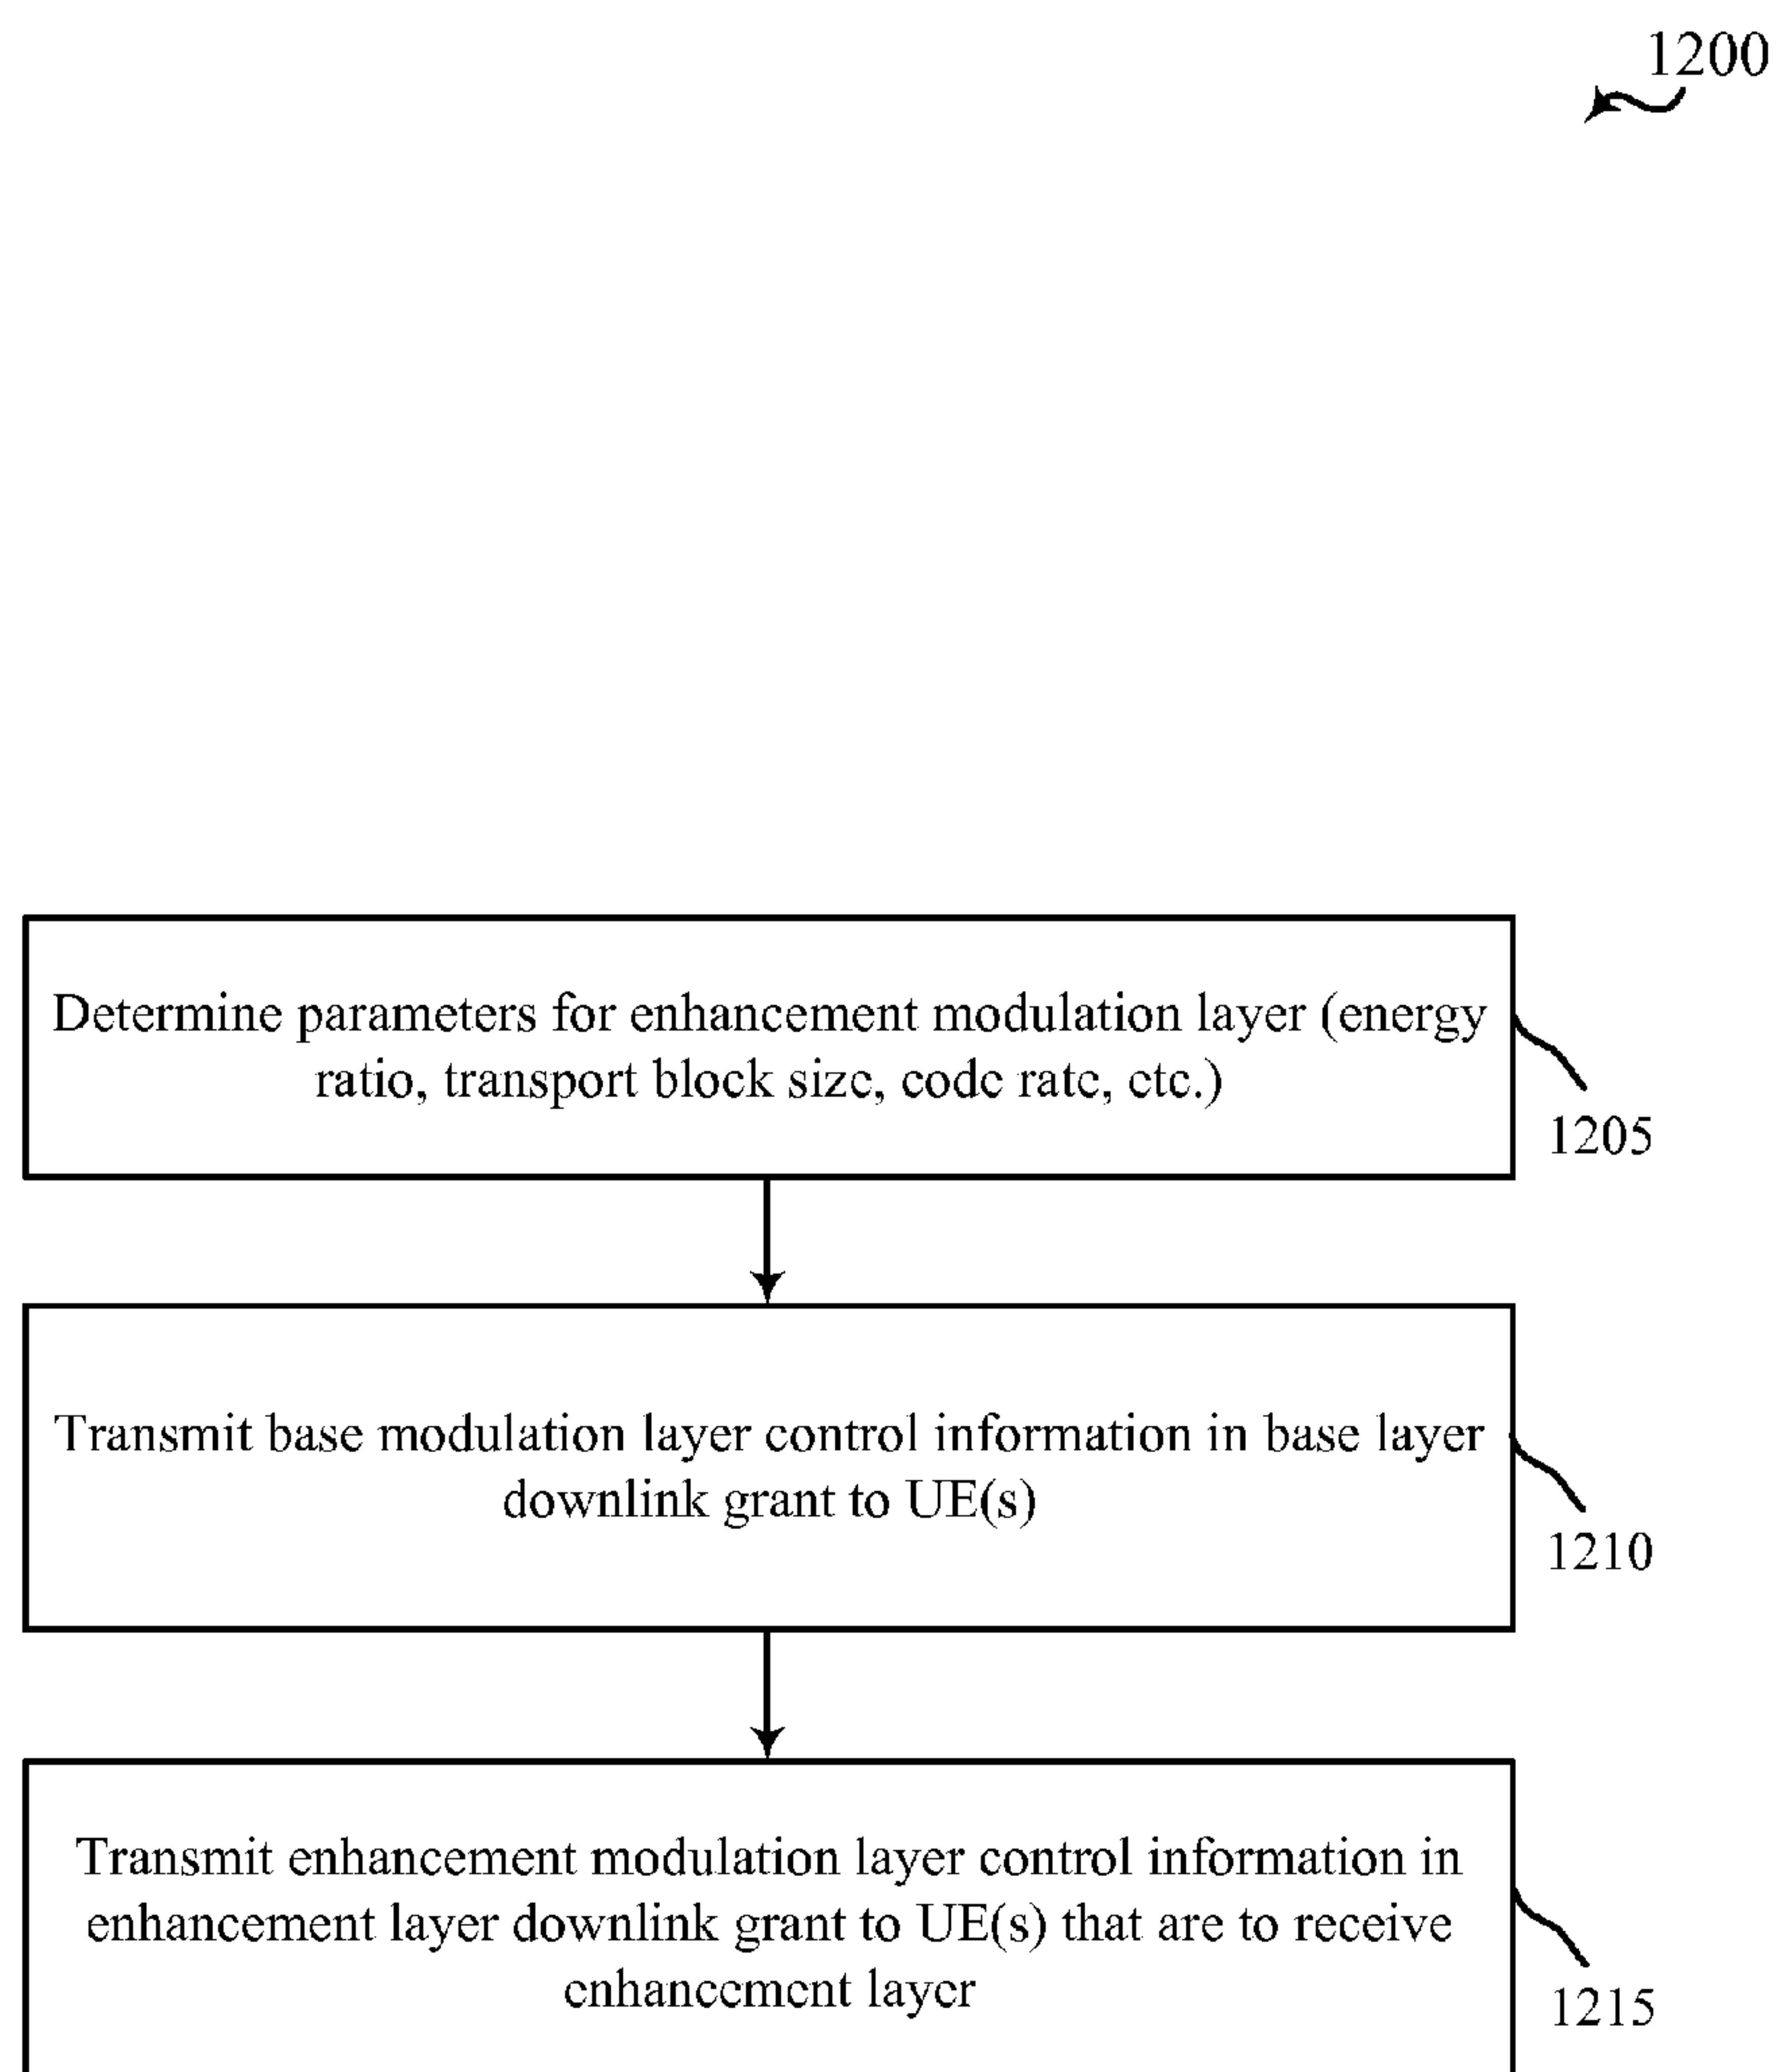 1200
Determine parameters for enhancement modulation layer (energy
ratio, transport block size, code rate, etc.)
1205
Transmit base modulation layer control information in base layer
downlink grant to UE(s)
1210
Transmit enhancement modulation layer control information in
enhancement layer downlink grant to UE(s) that are to receive
enhancement layer
1215